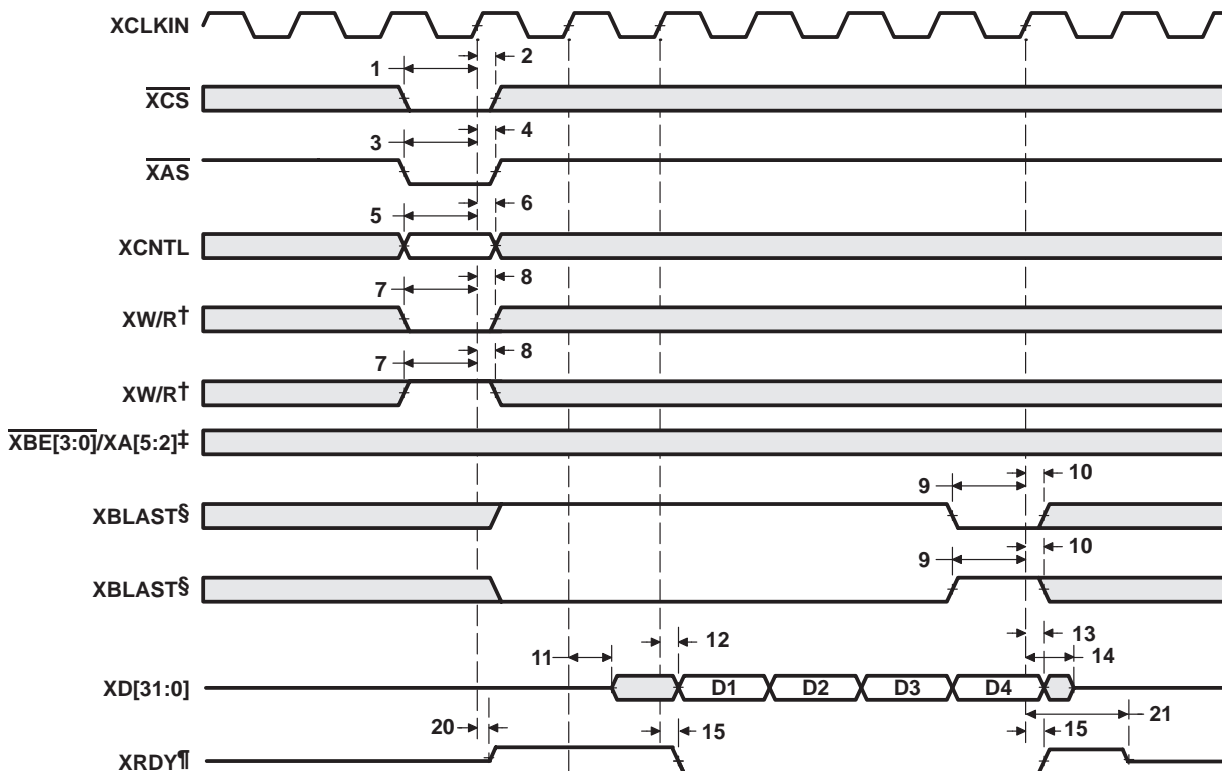 XCLKIN
2
1
XCS
4
3
XAS
6
5
XCNTL
8
7
XW/R†
8
7
XW/R†
XBE[3:0]/XA[5:2]‡
10
9
XBLAST§
10
9
XBLAST§
13
12
14
11
XD[31:0] D1 D2 D3 D4
20 15 15 21
XRDY¶